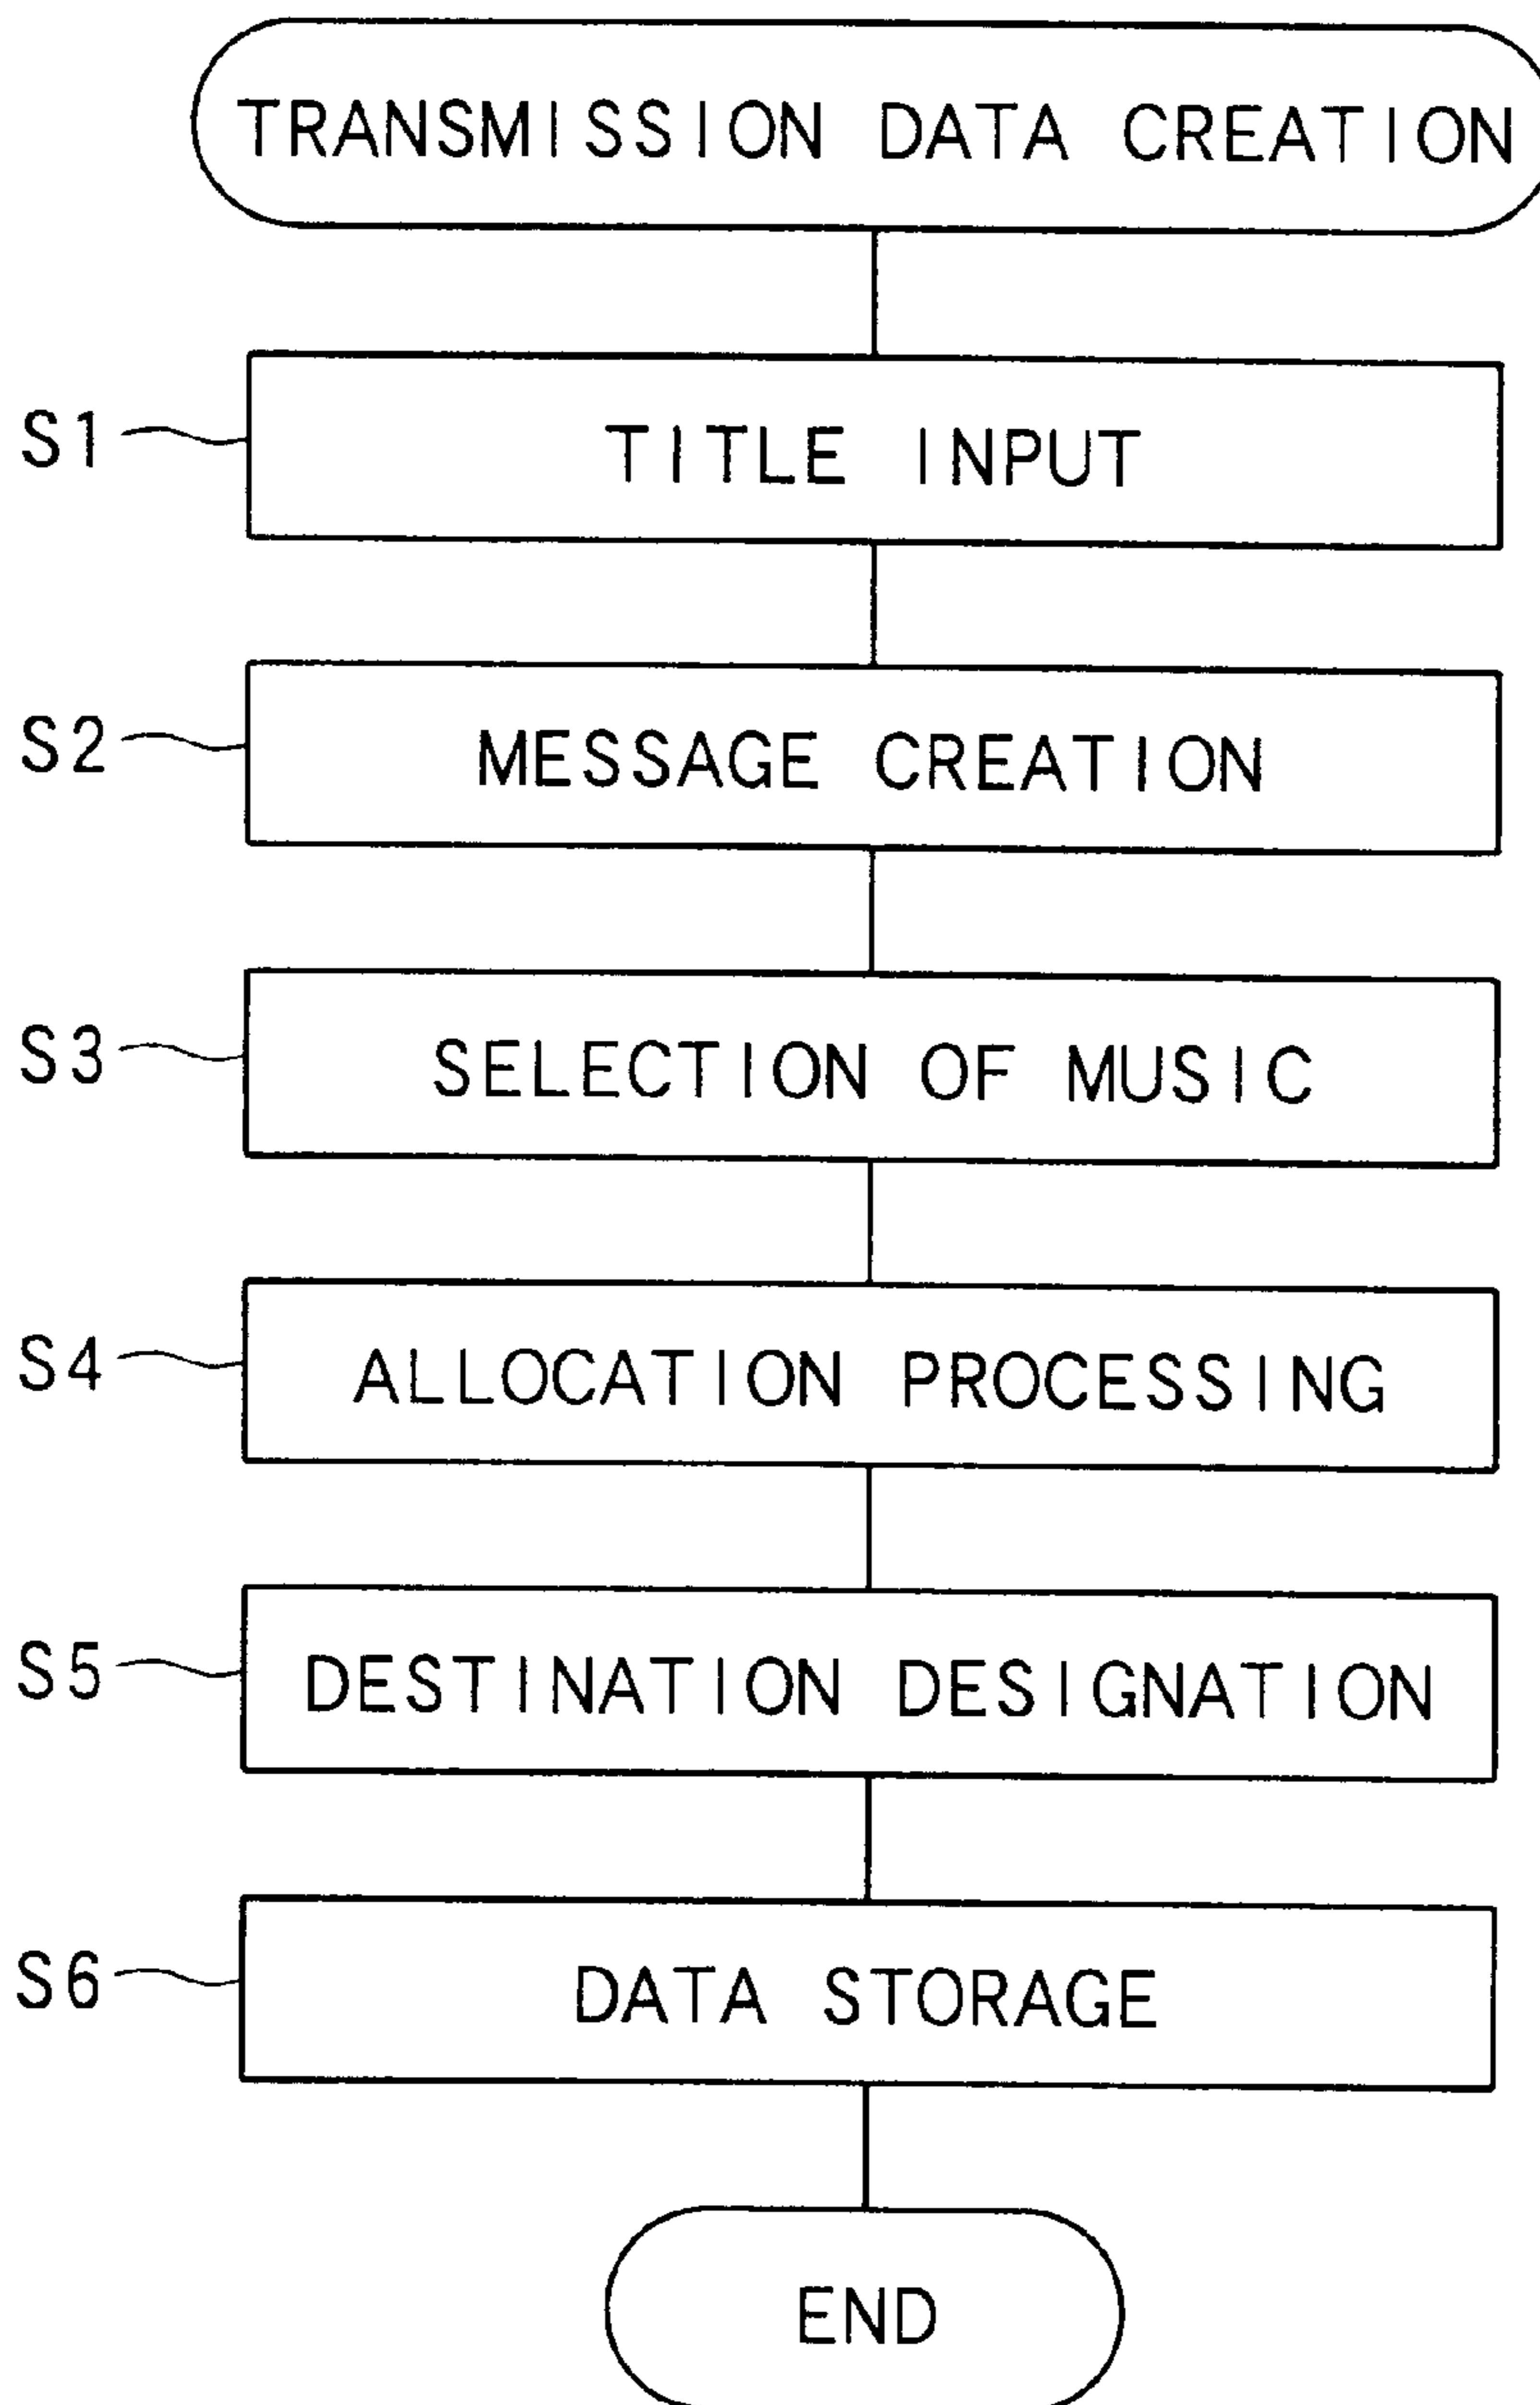 TRANSMISSION DATA CREATION
S1 TITLE INPUT
S2 MESSAGE CREATION
S3 SELECTION OF MUSIC
S4 ALLOCATION PROCESSING
S5 DESTINATION DESIGNATION
S6 DATA STORAGE
END